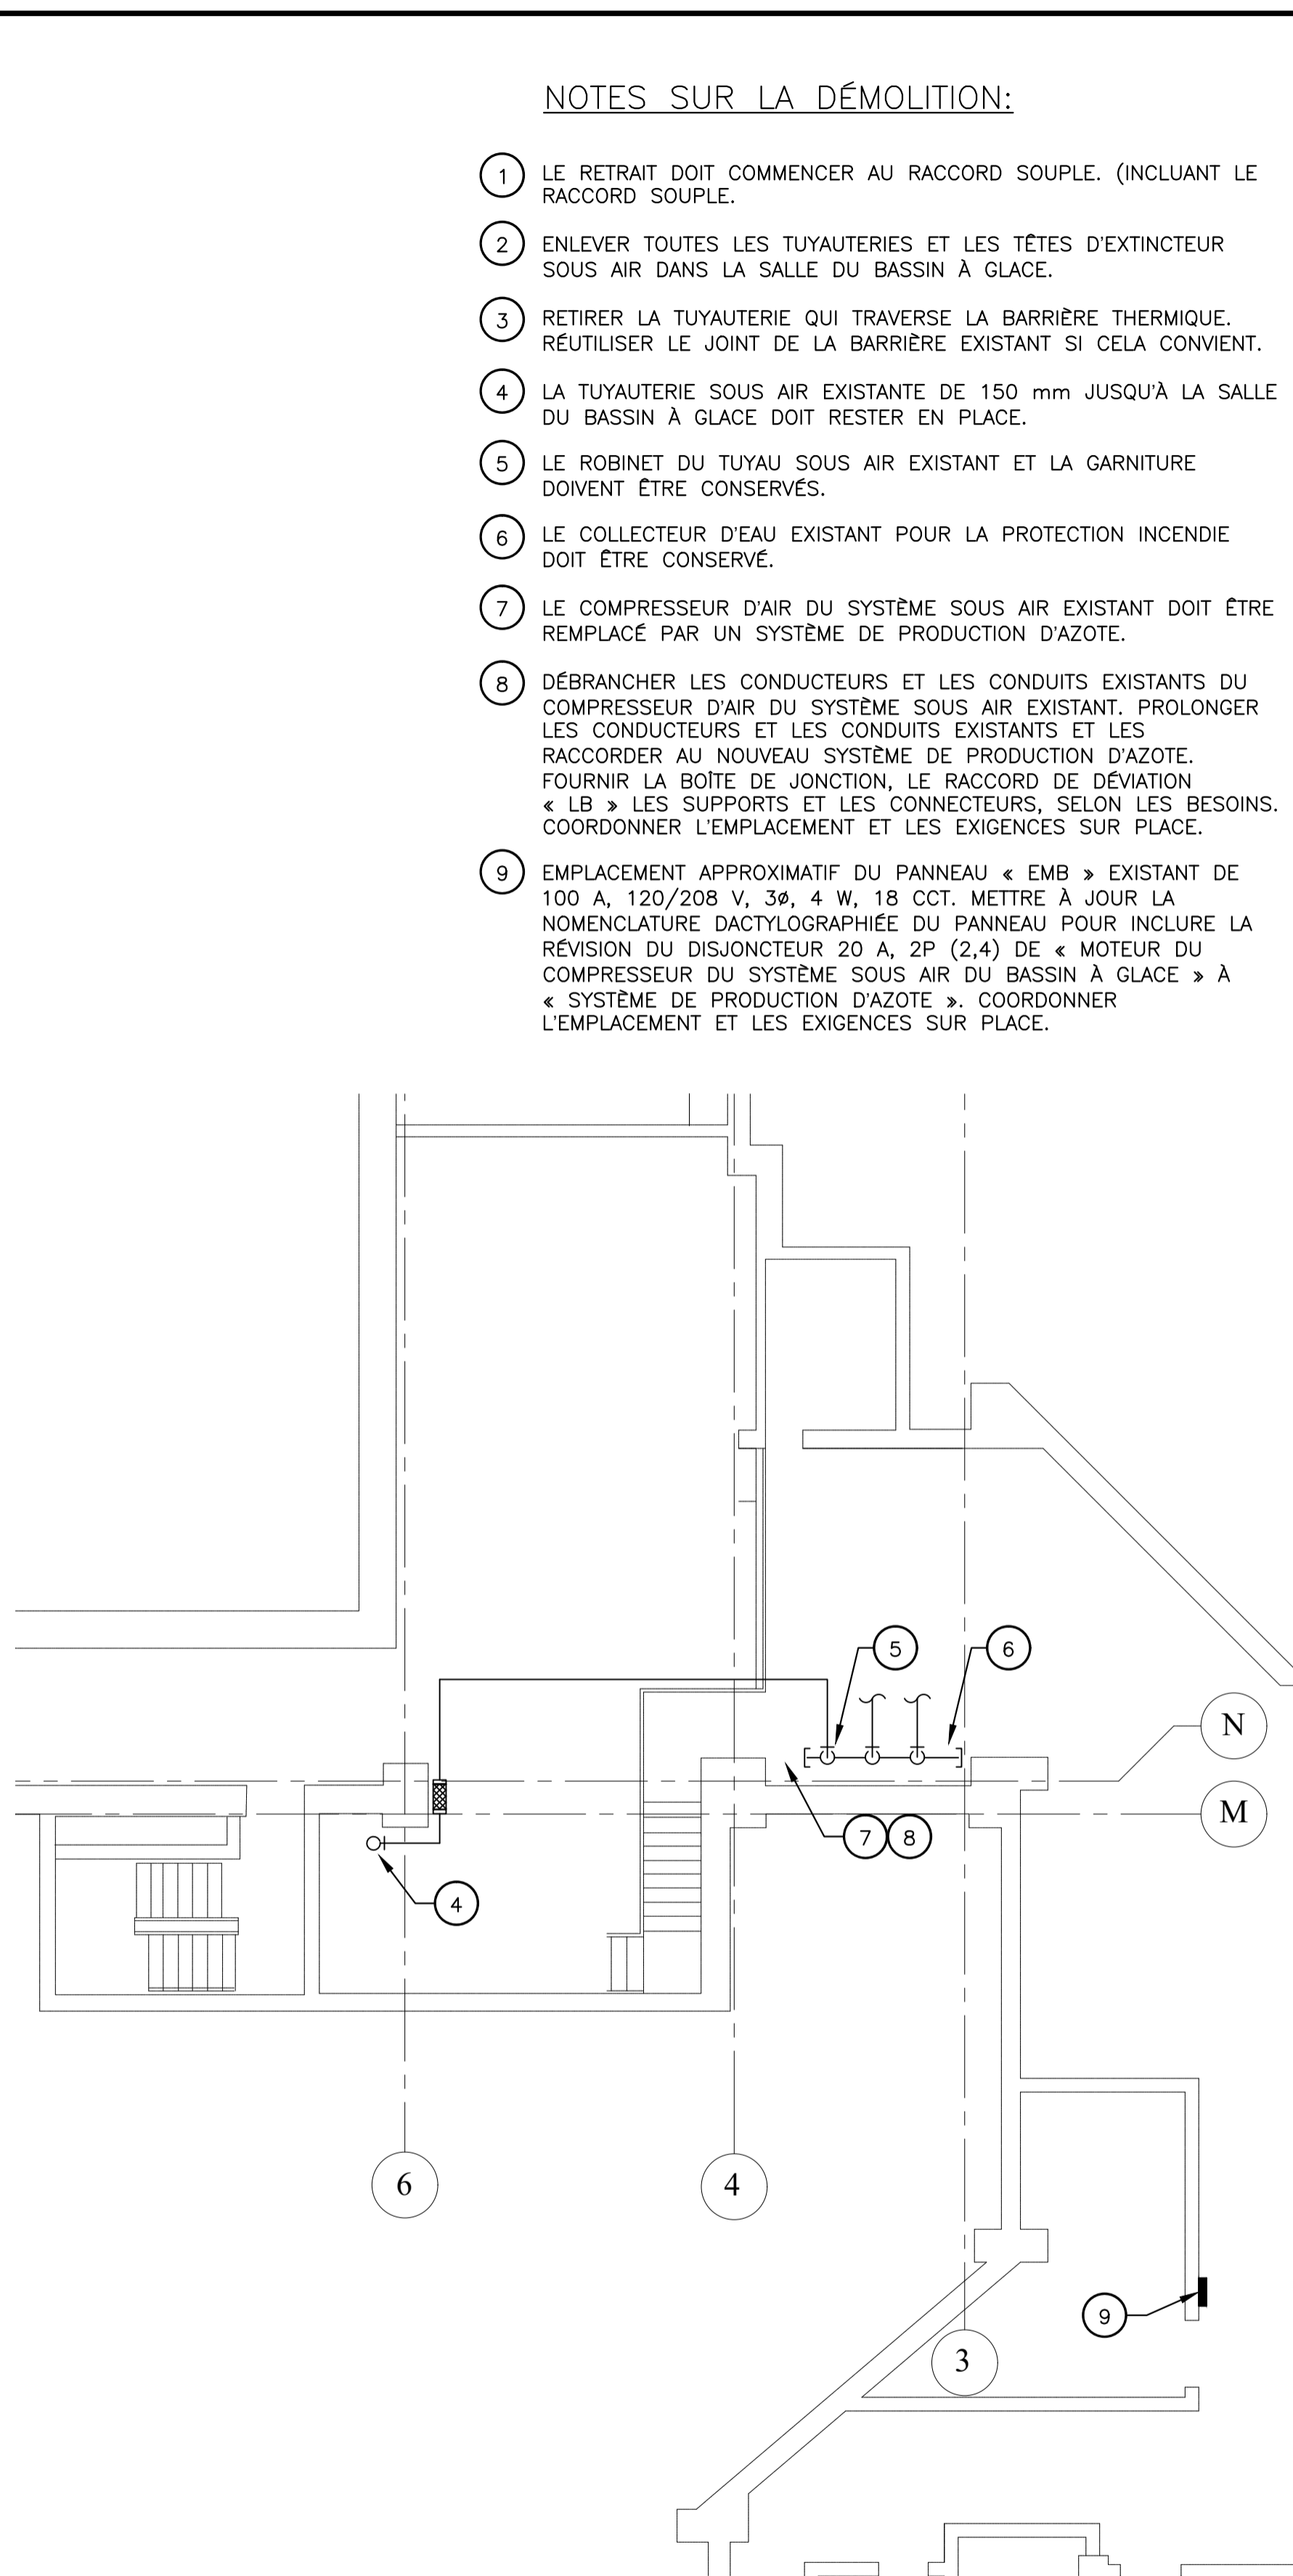 NOTES SUR LA DÉMOLITION:
1 LE RETRAIT DOIT COMMENCER AU RACCORD SOUPLE. (INCLUANT LE
RACCORD SOUPLE.
2 ENLEVER TOUTES LES TUYAUTERIES ET LES TÊTES D'EXTINCTEUR
SOUS AIR DANS LA SALLE DU BASSIN À GLACE.
3 RETIRER LA TUYAUTERIE QUI TRAVERSE LA BARRIÈRE THERMIQUE.
RÉUTILISER LE JOINT DE LA BARRIÈRE EXISTANT SI CELA CONVIENT.
4 LA TUYAUTERIE SOUS AIR EXISTANTE DE 150 mm JUSQU'À LA SALLE
DU BASSIN À GLACE DOIT RESTER EN PLACE.
5 LE ROBINET DU TUYAU SOUS AIR EXISTANT ET LA GARNITURE
DOIVENT ÊTRE CONSERVÉS.
6 LE COLLECTEUR D'EAU EXISTANT POUR LA PROTECTION INCENDIE
DOIT ÊTRE CONSERVÉ.
7 LE COMPRESSEUR D'AIR DU SYSTÈME SOUS AIR EXISTANT DOIT ÊTRE
REMPLACÉ PAR UN SYSTÈME DE PRODUCTION D'AZOTE.
8 DÉBRANCHER LES CONDUCTEURS ET LES CONDUITS EXISTANTS DU
COMPRESSEUR D'AIR DU SYSTÈME SOUS AIR EXISTANT. PROLONGER
LES CONDUCTEURS ET LES CONDUITS EXISTANTS ET LES
RACCORDER AU NOUVEAU SYSTÈME DE PRODUCTION D'AZOTE.
FOURNIR LA BOÎTE DE JONCTION, LE RACCORD DE DÉVIATION
« LB » LES SUPPORTS ET LES CONNECTEURS, SELON LES BESOINS.
COORDONNER L'EMPLACEMENT ET LES EXIGENCES SUR PLACE.
9 EMPLACEMENT APPROXIMATIF DU PANNEAU « EMB » EXISTANT DE
100 A, 120/208 V, 3ø, 4 W, 18 CCT. METTRE À JOUR LA
NOMENCLATURE DACTYLOGRAPHIÉE DU PANNEAU POUR INCLURE LA
RÉVISION DU DISJONCTEUR 20 A, 2P (2,4) DE « MOTEUR DU
COMPRESSEUR DU SYSTÈME SOUS AIR DU BASSIN À GLACE » À
« SYSTÈME DE PRODUCTION D'AZOTE ». COORDONNER
L'EMPLACEMENT ET LES EXIGENCES SUR PLACE.
5 6
N
M
7 8
4
6 4
9
3